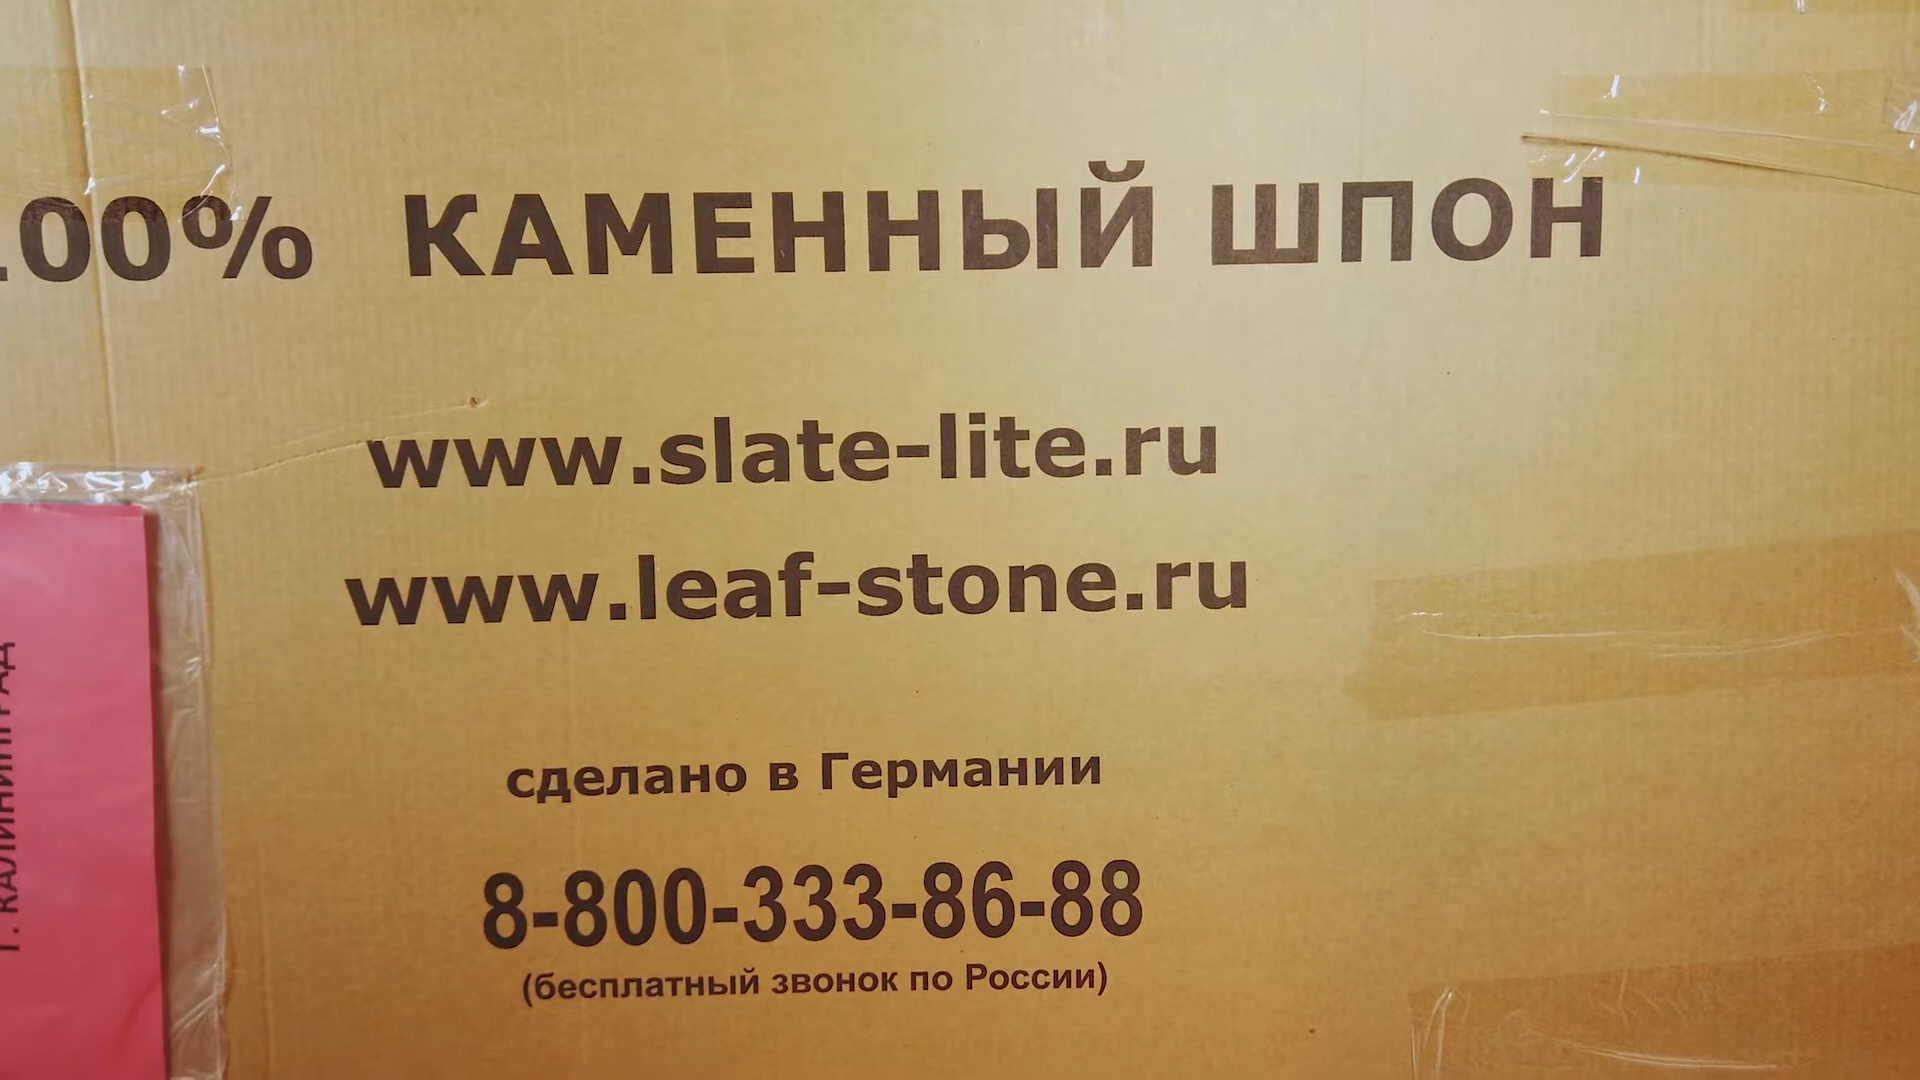 100% КАМЕННЫЙ ШПОН
www.slate-lite.ru
www.leaf-stone.ru
сделано в Германии
8-800-333-86-88
(бесплатный звонок по России)
г. КАЛИНИНГРАД